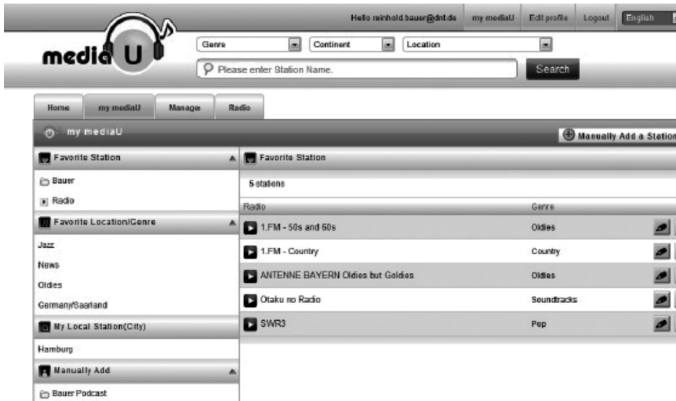 Hello reinhold.bauer@dnt.de my mediaU Edit profile Logout English
media U
Genre Continent Location
Please enter Station Name. Search
Home my mediaU Manage Radio
my mediaU Manually Add a Station
Favorite Station
Bauer
Radio
Favorite Location/Genre
Jazz
News
Oldies
Germany/Saarland
My Local Station(City)
Hamburg
Manually Add
Bauer Podcast
Favorite Station
5 stations
Radio Genre
1.FM - 50s and 60s Oldies
1.FM - Country Country
ANTENNE BAYERN Oldies but Goldies Oldies
Otaku no Radio Soundtracks
SWR3 Pop